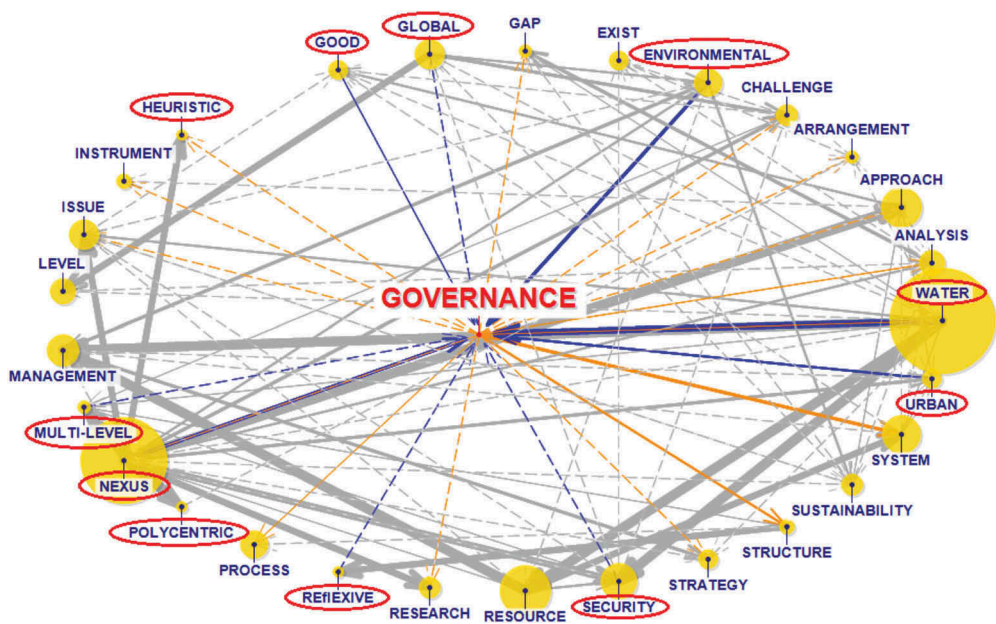 GAP
GLOBAL
EXIST
GOOD
ENVIRONMENTAL
CHALLENGE
HEURISTIC
ARRANGEMENT
INSTRUMENT
APPROACH
ISSUE
ANALYSIS
LEVEL
WATER
GOVERNANCE
MANAGEMENT
URBAN
MULTI-LEVEL
SYSTEM
NEXUS
SUSTAINABILITY
POLYCENTRIC
STRUCTURE
PROCESS
STRATEGY
REflEXIVE
RESEARCH
RESOURCE
SECURITY